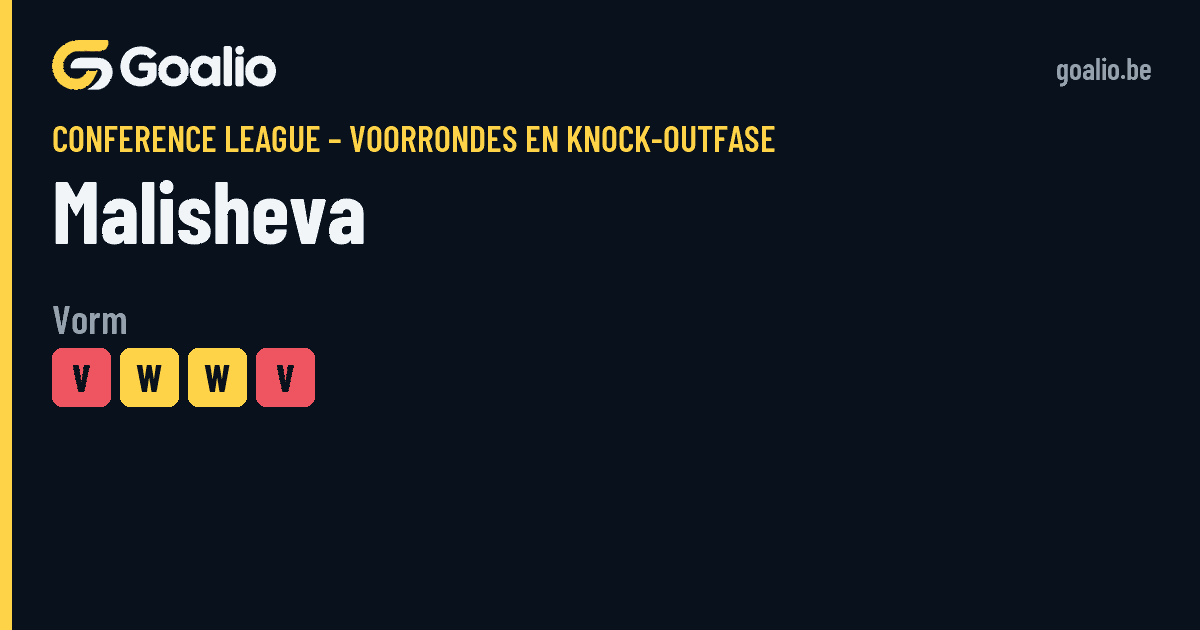 Goalio
goalio.be
CONFERENCE LEAGUE – VOORRONDES EN KNOCK-OUTFASE
Malisheva
Vorm
V W W V